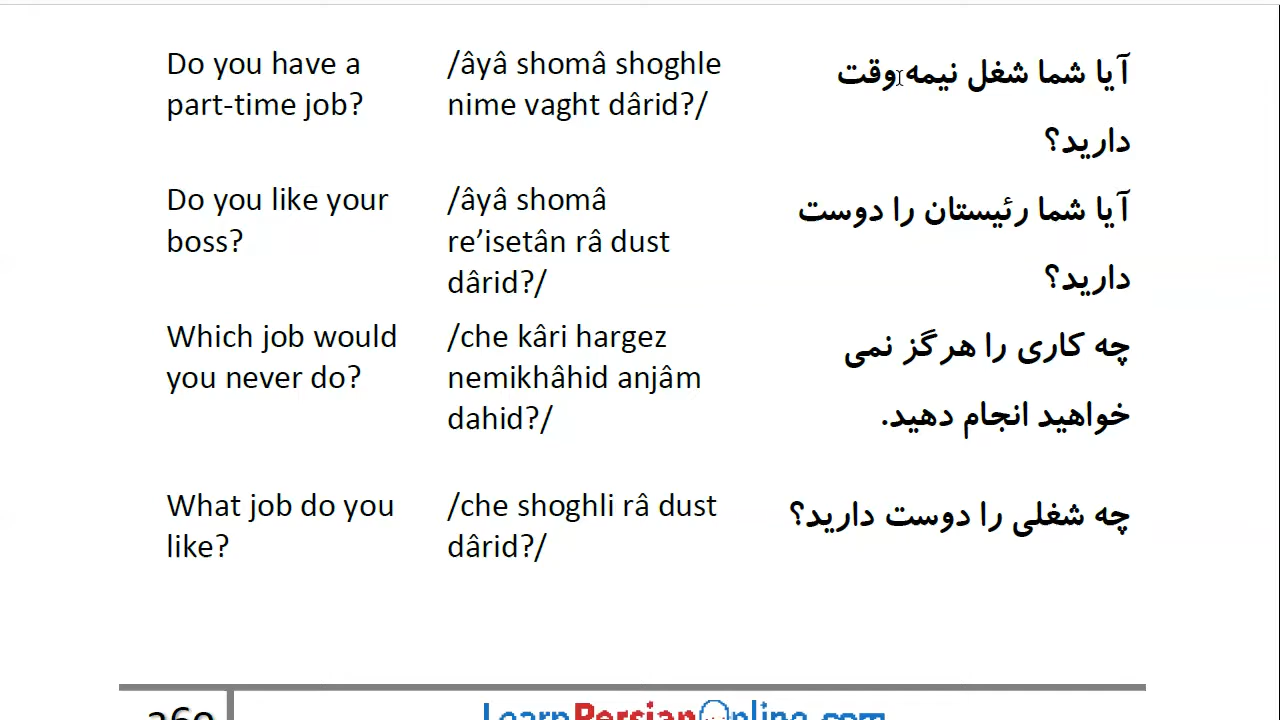 Do you have a
part-time job?
/âyâ shomâ shoghle
nime vaght dârid?/
آیا شما شغل نیمه وقت
دارید؟
Do you like your
boss?
/âyâ shomâ
re’isetân râ dust
dârid?/
آیا شما رئیستان را دوست
دارید؟
Which job would
you never do?
/che kâri hargez
nemikhâhid anjâm
dahid?/
چه کاری را هرگز نمی
خواهید انجام دهید.
What job do you
like?
/che shoghli râ dust
dârid?/
چه شغلی را دوست دارید؟
LearnPersianOnline.com